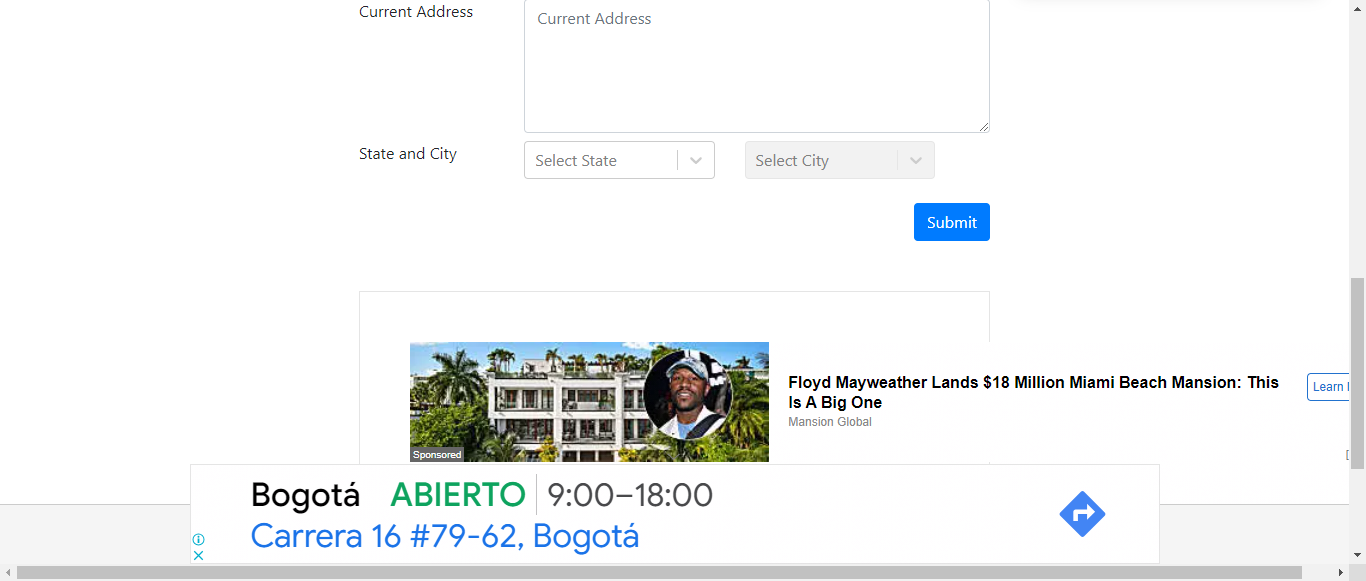 Current Address
Current Address
State and City
Select State
Select City
Submit
Floyd Mayweather Lands $18 Million Miami Beach Mansion: This
Is A Big One
Mansion Global
Learn
Sponsored
Bogotá ABIERTO 9:00–18:00
Carrera 16 #79-62, Bogotá